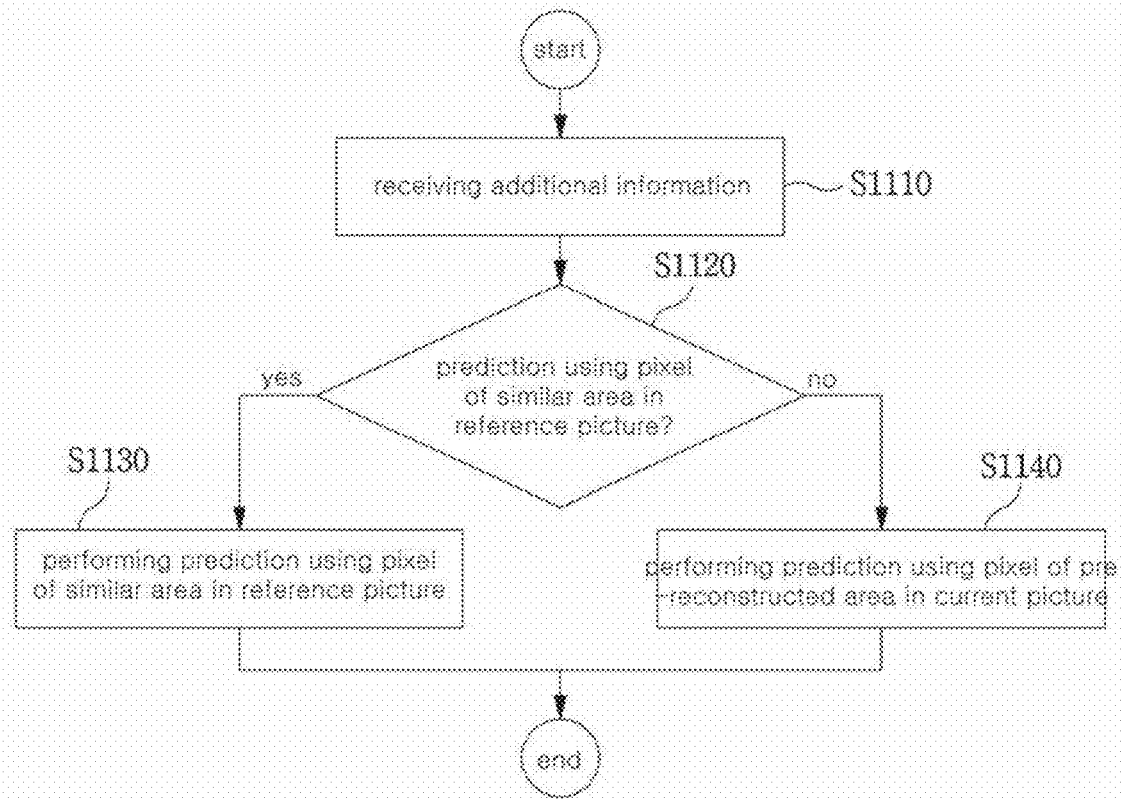 start
receiving additional information
S1110
S1120
prediction using pixel
of similar area in
reference picture?
yes
no
S1130
S1140
performing prediction using pixel
of similar area in reference picture
performing prediction using pixel of pre
-reconstructed area in current picture
end